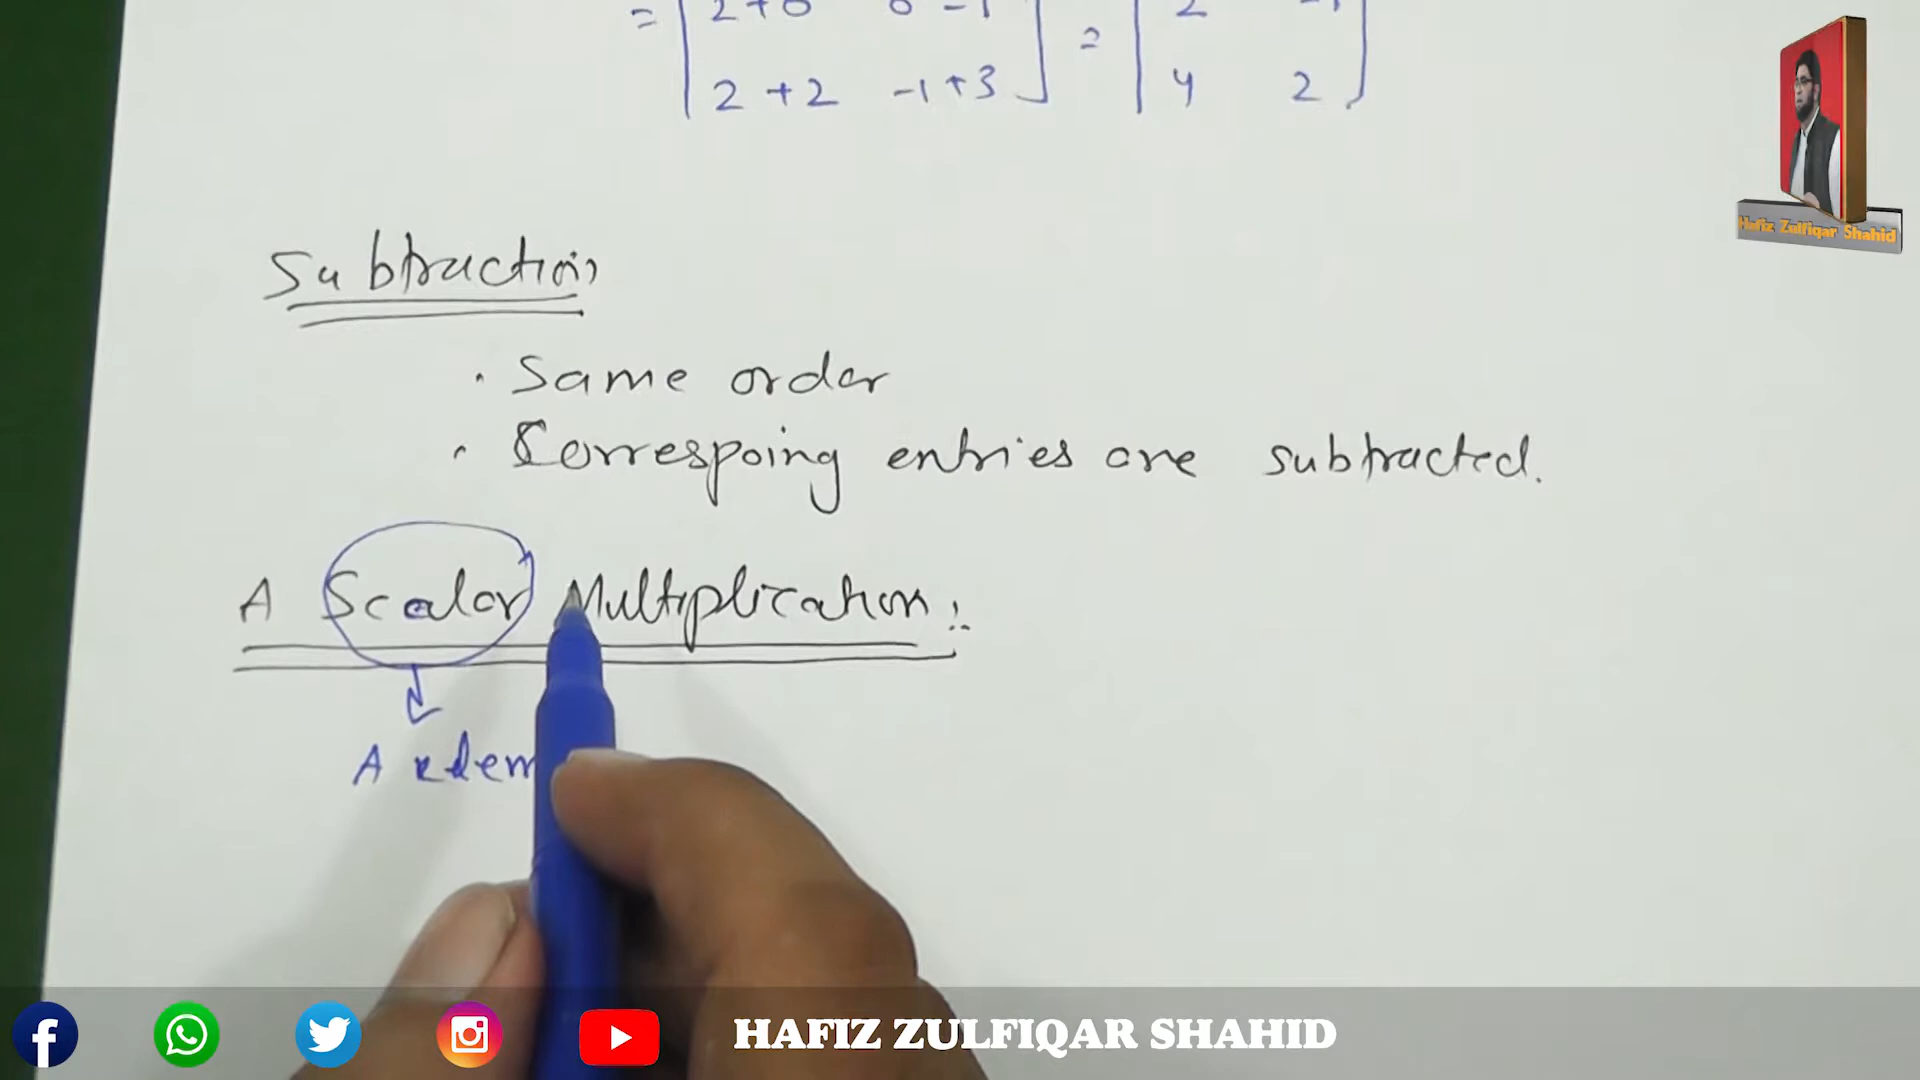 = [ 2+0 0-1 ] = [ 2 -1 ]
2+2 -1+3 4 2
Hafiz Zulfiqar Shahid
Subtraction
· Same order
· Correspoing entries are subtracted.
A Scalar Multiplication :
A
HAFIZ ZULFIQAR SHAHID